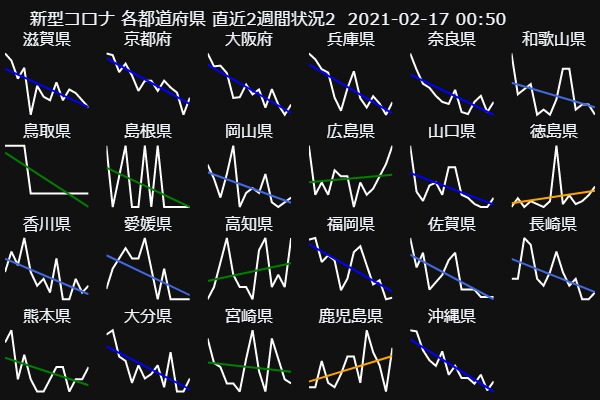 新型コロナ 各都道府県 直近2週間状況2 2021-02-17 00:50
滋賀県 京都府 大阪府 兵庫県 奈良県 和歌山県
鳥取県 島根県 岡山県 広島県 山口県 徳島県
香川県 愛媛県 高知県 福岡県 佐賀県 長崎県
熊本県 大分県 宮崎県 鹿児島県 沖縄県